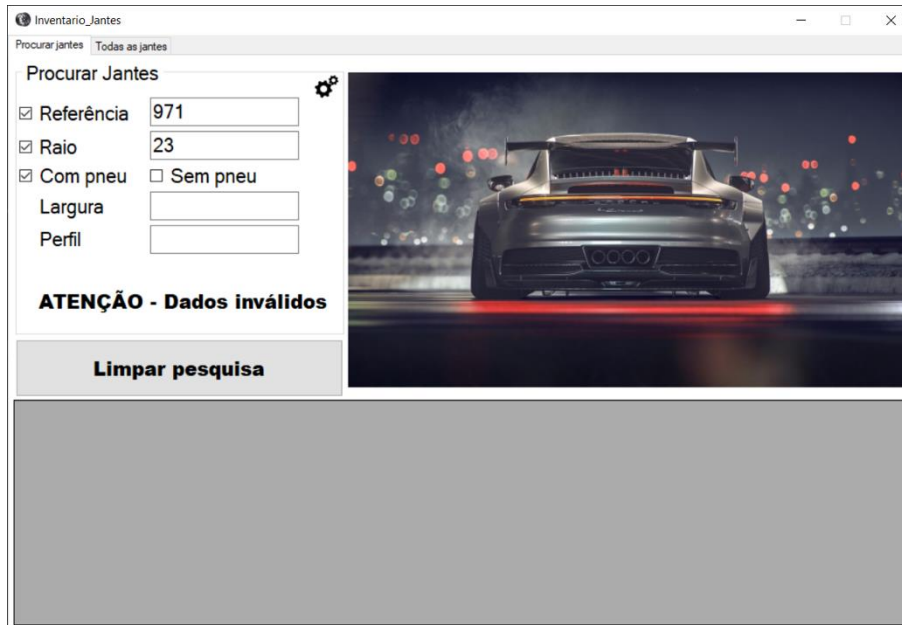 Inventario_Jantes
Procurar jantes Todas as jantes
Procurar Jantes
Referência 971
Raio 23
Com pneu Sem pneu
Largura
Perfil
ATENÇÃO - Dados inválidos
Limpar pesquisa